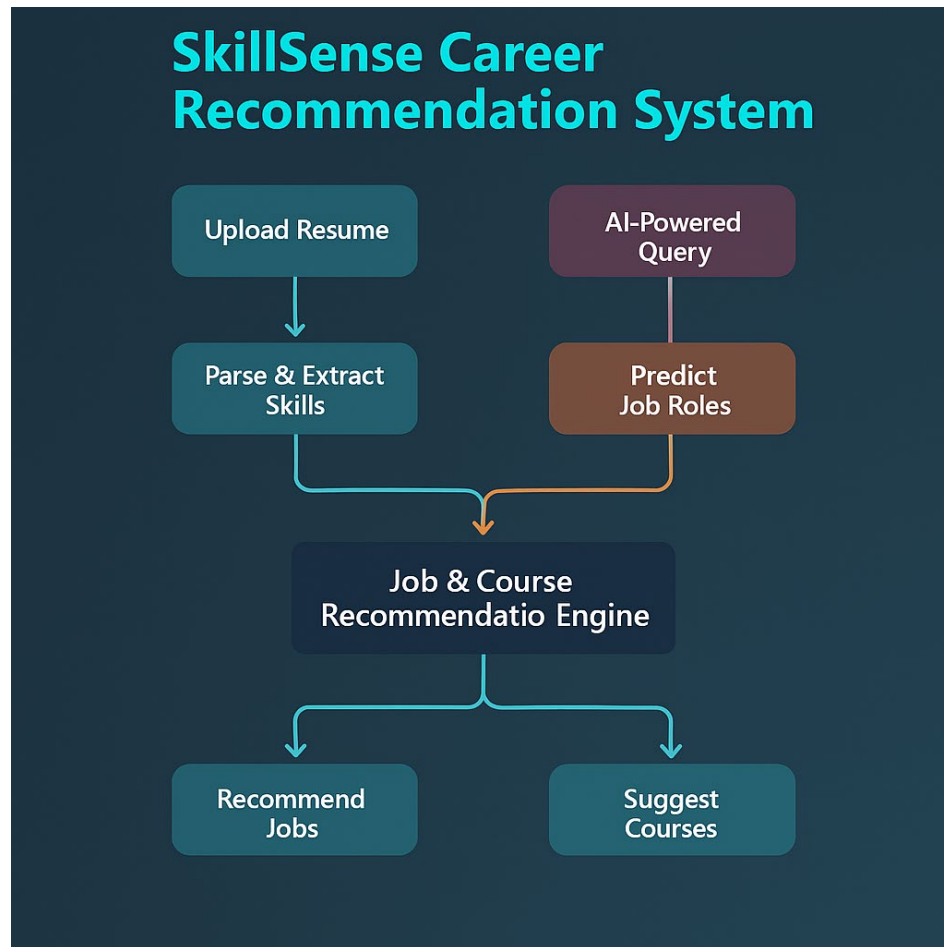 SkillSense Career
Recommendation System
Upload Resume
AI-Powered
Query
Parse & Extract
Skills
Predict
Job Roles
Job & Course
Recommendatio Engine
Recommend
Jobs
Suggest
Courses